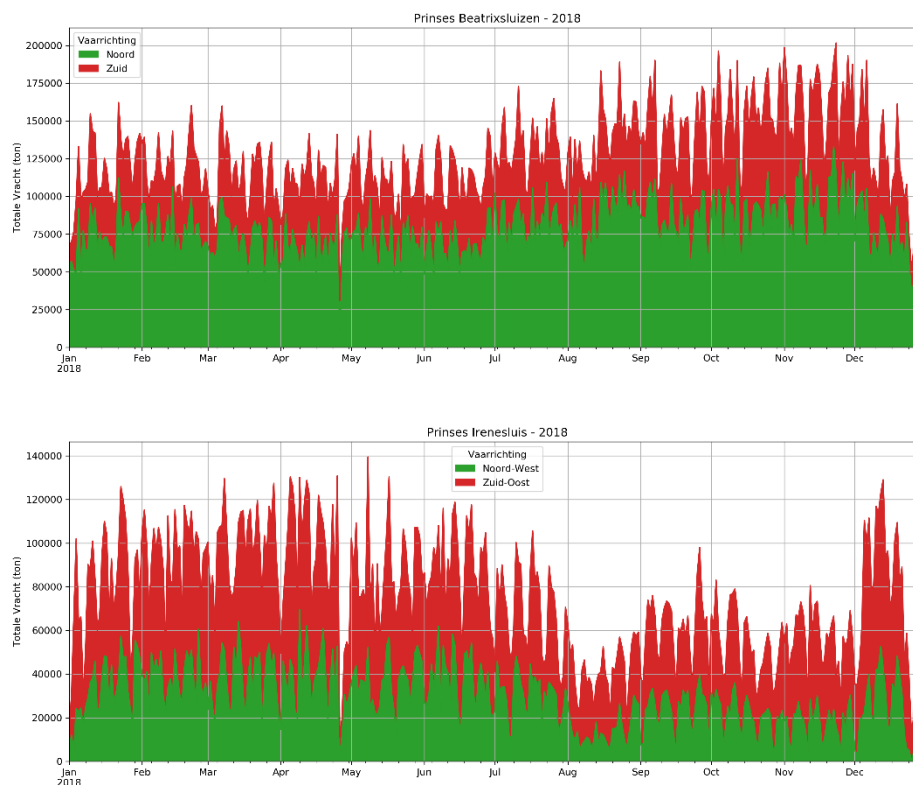 Prinses Beatrixsluizen - 2018
Totale Vracht (ton)
200000
175000
150000
125000
100000
75000
50000
25000
0
Vaarrichting
Noord
Zuid
Jan Feb Mar Apr May Jun Jul Aug Sep Oct Nov Dec
2018
Prinses Irenesluis - 2018
Totale Vracht (ton)
140000
120000
100000
80000
60000
40000
20000
0
Vaarrichting
Noord-West
Zuid-Oost
Jan Feb Mar Apr May Jun Jul Aug Sep Oct Nov Dec
2018